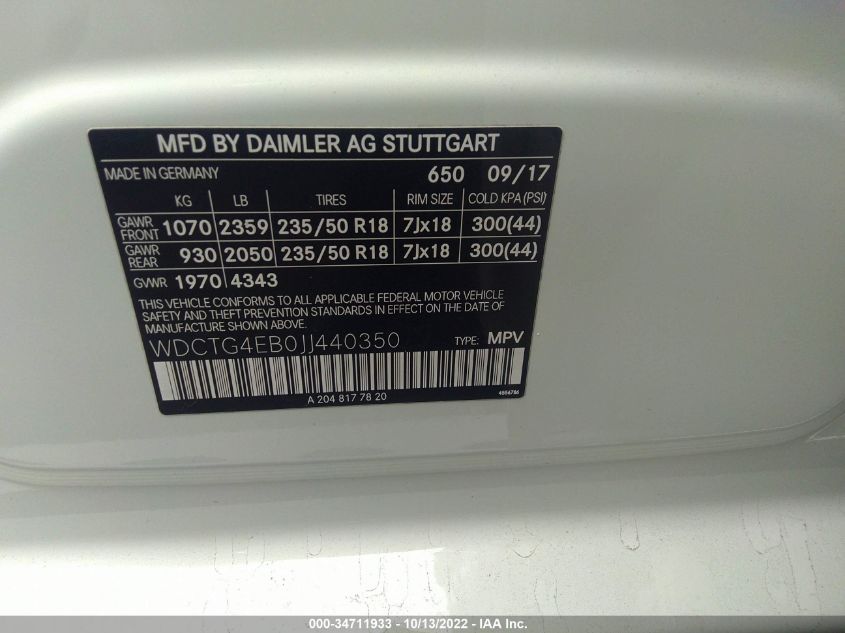 MFD BY DAIMLER AG STUTTGART
MADE IN GERMANY 650 09/17
KG LB TIRES RIM SIZE COLD KPA (PSI)
GAWR FRONT 1070 2359 235/50 R18 7Jx18 300(44)
GAWR REAR 930 2050 235/50 R18 7Jx18 300(44)
GVWR 1970 4343
THIS VEHICLE CONFORMS TO ALL APPLICABLE FEDERAL MOTOR VEHICLE
SAFETY AND THEFT PREVENTION STANDARDS IN EFFECT ON THE DATE OF
MANUFACTURE SHOWN ABOVE.
WDCTG4EB0JJ440350 TYPE: MPV
A 204 817 78 20
000-34711933 - 10/13/2022 - IAA Inc.